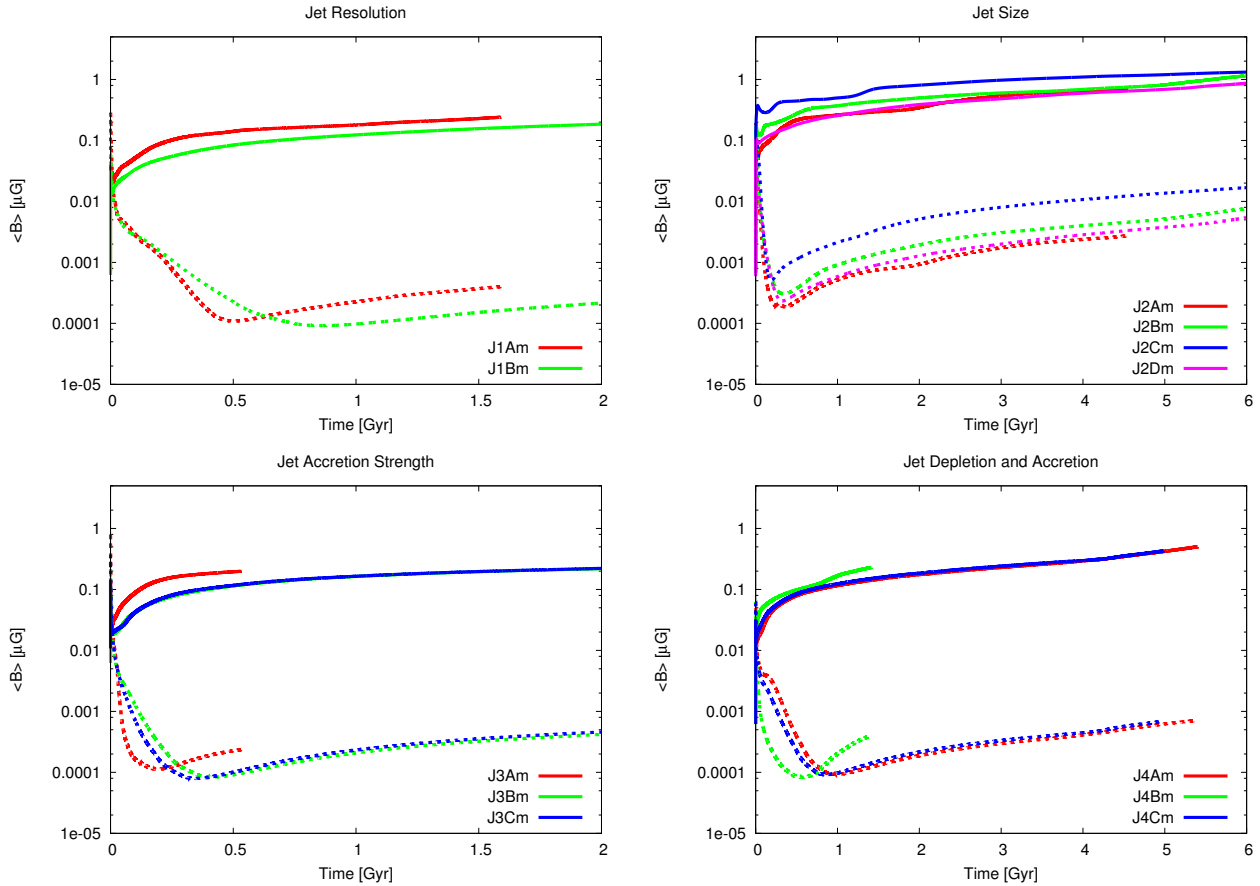 Jet Resolution
1
0.1
0.01
0.001
0.0001
1e-05
<B> [μG]
0
0.5
1
1.5
2
Time [Gyr]
J1Am
J1Bm
Jet Size
1
0.1
0.01
0.001
0.0001
1e-05
<B> [μG]
0
1
2
3
4
5
6
Time [Gyr]
J2Am
J2Bm
J2Cm
J2Dm
Jet Accretion Strength
1
0.1
0.01
0.001
0.0001
1e-05
<B> [μG]
0
0.5
1
1.5
2
Time [Gyr]
J3Am
J3Bm
J3Cm
Jet Depletion and Accretion
1
0.1
0.01
0.001
0.0001
1e-05
<B> [μG]
0
1
2
3
4
5
6
Time [Gyr]
J4Am
J4Bm
J4Cm